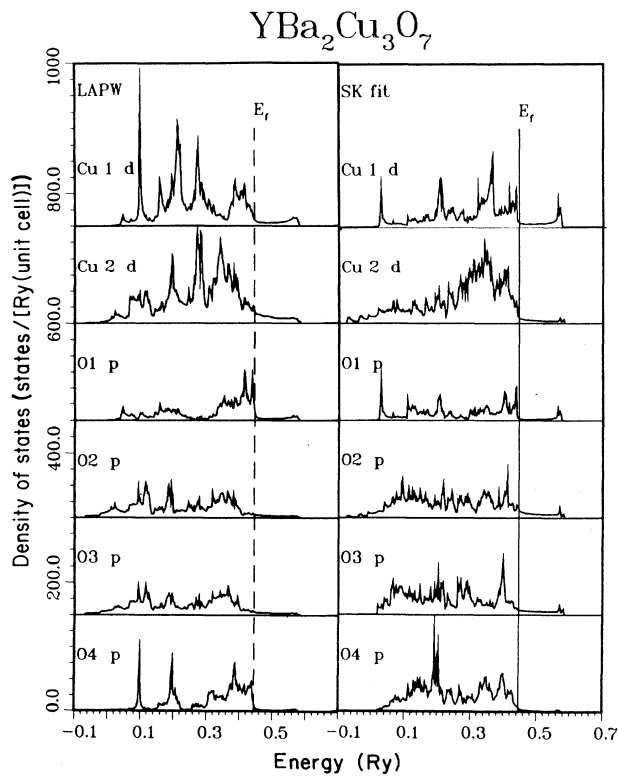 YBa₂Cu₃O₇
Density of states (states/[Ry(unit cell)])
1000
800.0
600.0
400.0
200.0
0.0
LAPW
E_f
Cu 1 d
Cu 2 d
O1 p
O2 p
O3 p
O4 p
SK fit
E_f
Cu 1 d
Cu 2 d
O1 p
O2 p
O3 p
O4 p
-0.1 0.1 0.3 0.5 -0.1 0.1 0.3 0.5 0.7
Energy (Ry)